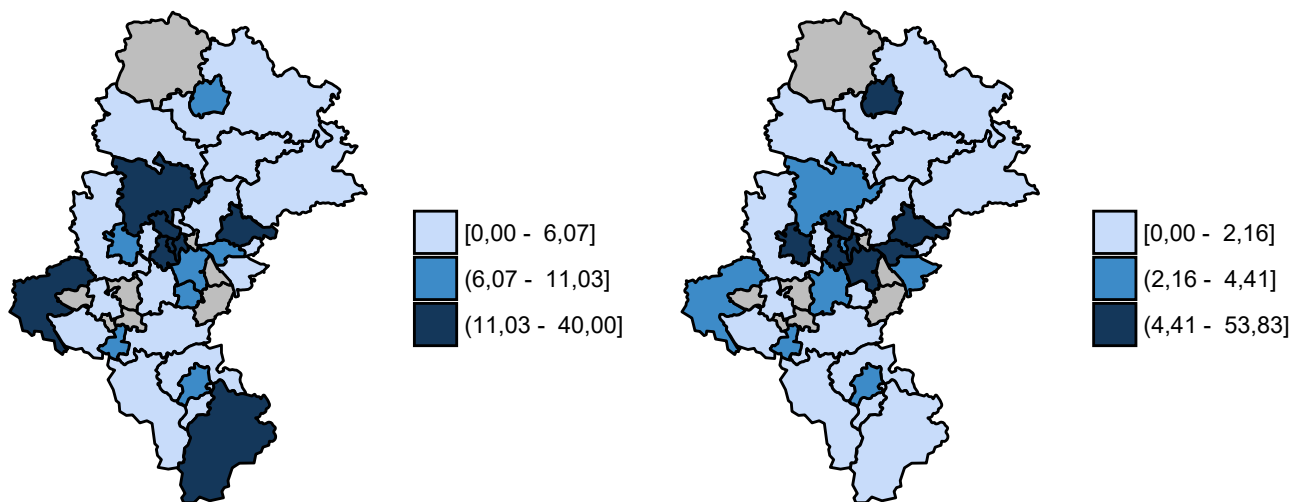 [0,00 - 6,07]
(6,07 - 11,03]
(11,03 - 40,00]
[0,00 - 2,16]
(2,16 - 4,41]
(4,41 - 53,83]